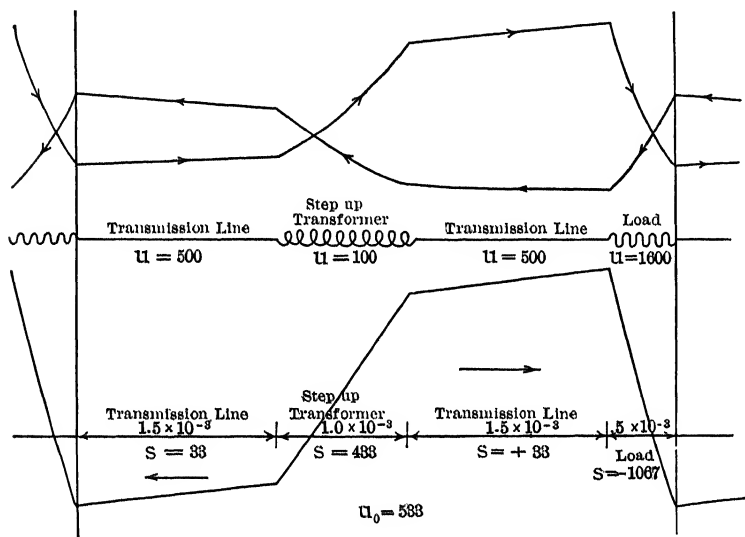 Step up
Transmission Line Transformer Transmission Line Load
u = 500 u = 100 u = 500 u=1600
Step up
Transmission Line Transformer Transmission Line
1.5 × 10⁻³ 1.0 × 10⁻³ 1.5 × 10⁻³ .5 × 10⁻³
S = 33 S = 433 S = + 33 Load
S=-1067
u₀ = 533